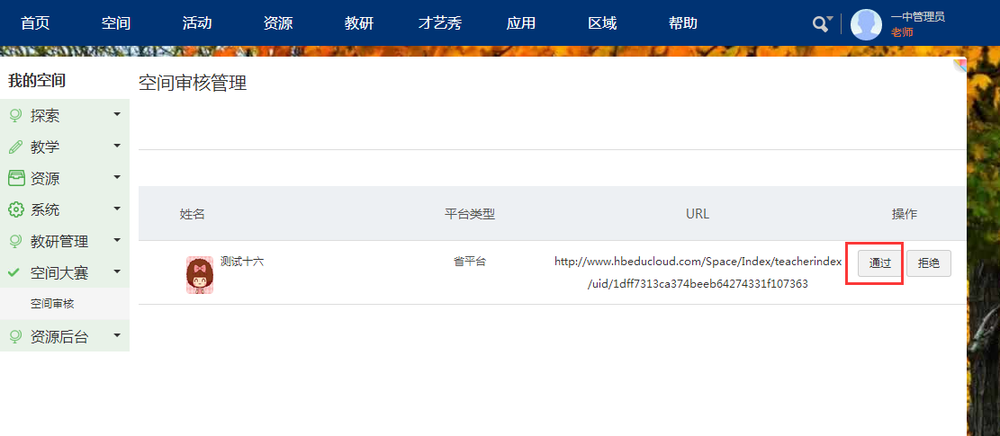 首页 空间 活动 资源 教研 才艺秀 应用 区域 帮助 一中管理员
老师
我的空间
空间审核管理
探索
教学
资源
系统
教研管理
空间大赛
空间审核
资源后台
姓名 平台类型 URL 操作
测试十六 省平台 http://www.hbeducloud.com/Space/Index/teacherindex 通过 拒绝
/uid/1dff7313ca374beeb64274331f107363